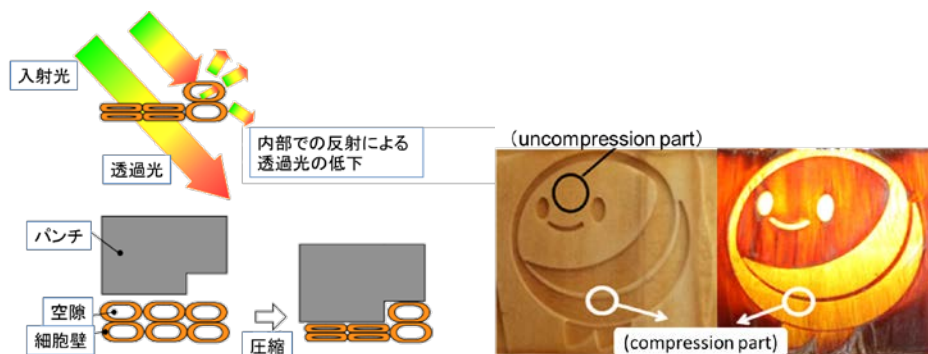 入射光
透過光
内部での反射による
透過光の低下
パンチ
空隙
細胞壁
圧縮
（uncompression part）
(compression part)